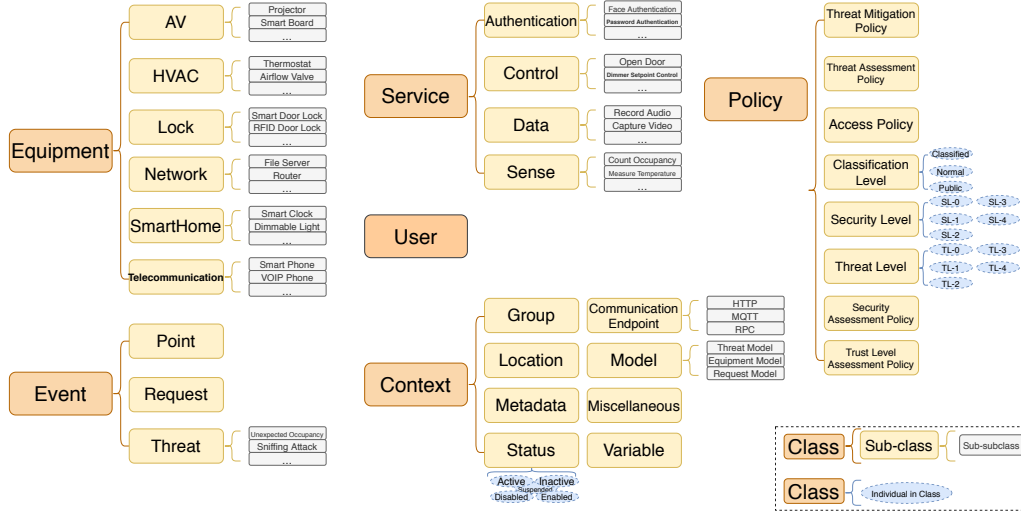 Equipment
AV
Projector
Smart Board
...
HVAC
Thermostat
Airflow Valve
...
Lock
Smart Door Lock
RFID Door Lock
...
Network
File Server
Router
...
SmartHome
Smart Clock
Dimmable Light
...
Telecommunication
Smart Phone
VOIP Phone
...
Event
Point
Request
Threat
Unexpected Occupancy
Sniffing Attack
...
Service
Authentication
Face Authentication
Password Authentication
...
Control
Open Door
Dimmer Setpoint Control
...
Data
Record Audio
Capture Video
...
Sense
Count Occupancy
Measure Temperature
...
User
Context
Group
Communication
Endpoint
HTTP
MQTT
RPC
Location
Model
Threat Model
Equipment Model
Request Model
Metadata
Miscellaneous
Status
Variable
Active
Inactive
Suspended
Disabled
Enabled
Policy
Threat Mitigation
Policy
Threat Assessment
Policy
Access Policy
Classification
Level
Classified
Normal
Public
Security Level
SL-0
SL-3
SL-1
SL-4
SL-2
Threat Level
TL-0
TL-3
TL-1
TL-4
TL-2
Security
Assessment Policy
Trust Level
Assessment Policy
Class
Sub-class
Sub-subclass
Class
Individual in Class